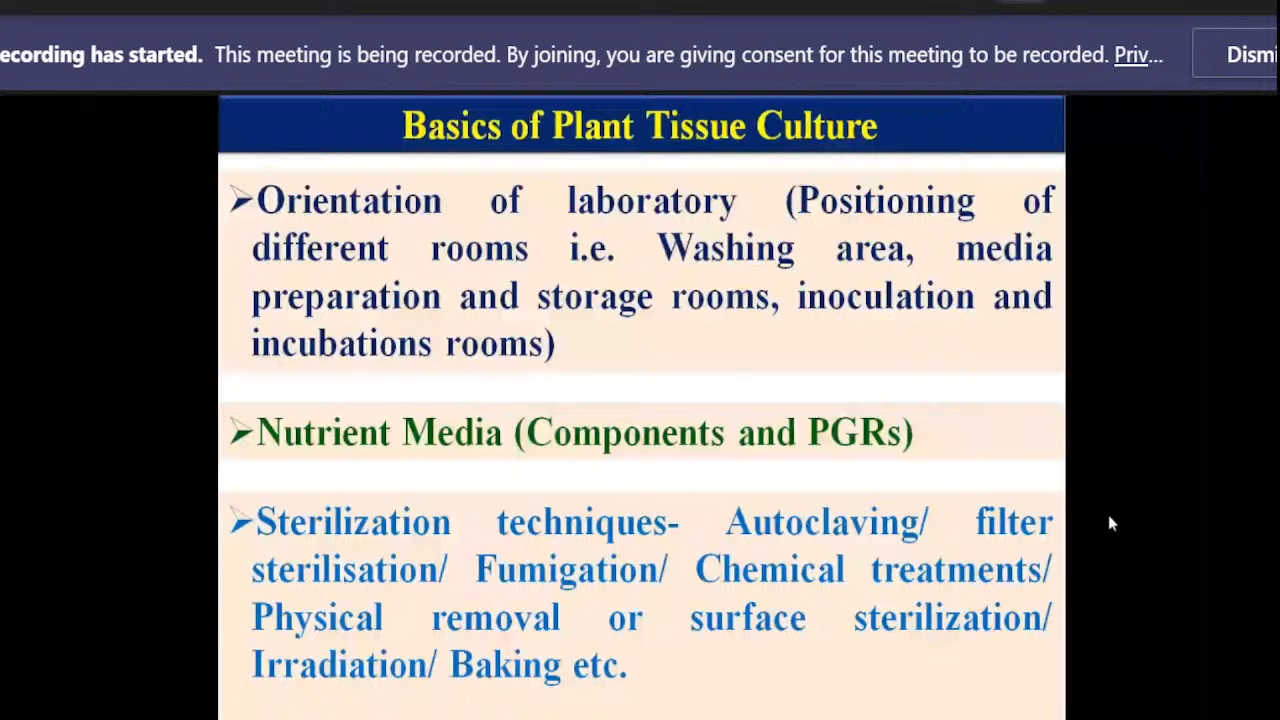 ecording has started. This meeting is being recorded. By joining, you are giving consent for this meeting to be recorded. Priv... Dismi
Basics of Plant Tissue Culture
➢Orientation of laboratory (Positioning of
different rooms i.e. Washing area, media
preparation and storage rooms, inoculation and
incubations rooms)
➢Nutrient Media (Components and PGRs)
➢Sterilization techniques- Autoclaving/ filter
sterilisation/ Fumigation/ Chemical treatments/
Physical removal or surface sterilization/
Irradiation/ Baking etc.